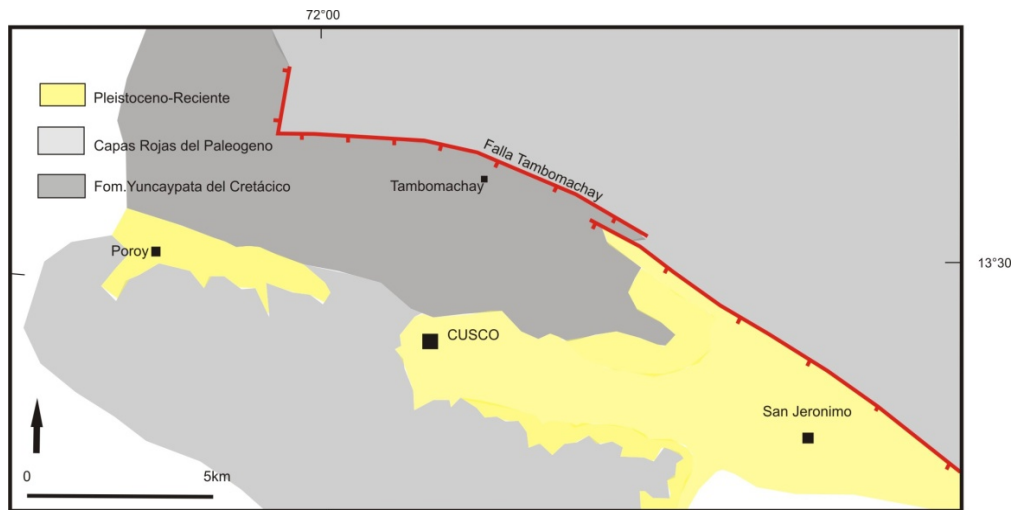 72°00
Pleistoceno-Reciente
Capas Rojas del Paleogeno
Fom.Yuncaypata del Cretácico
Falla Tambomachay
Tambomachay
Poroy
13°30
CUSCO
San Jeronimo
0 5km